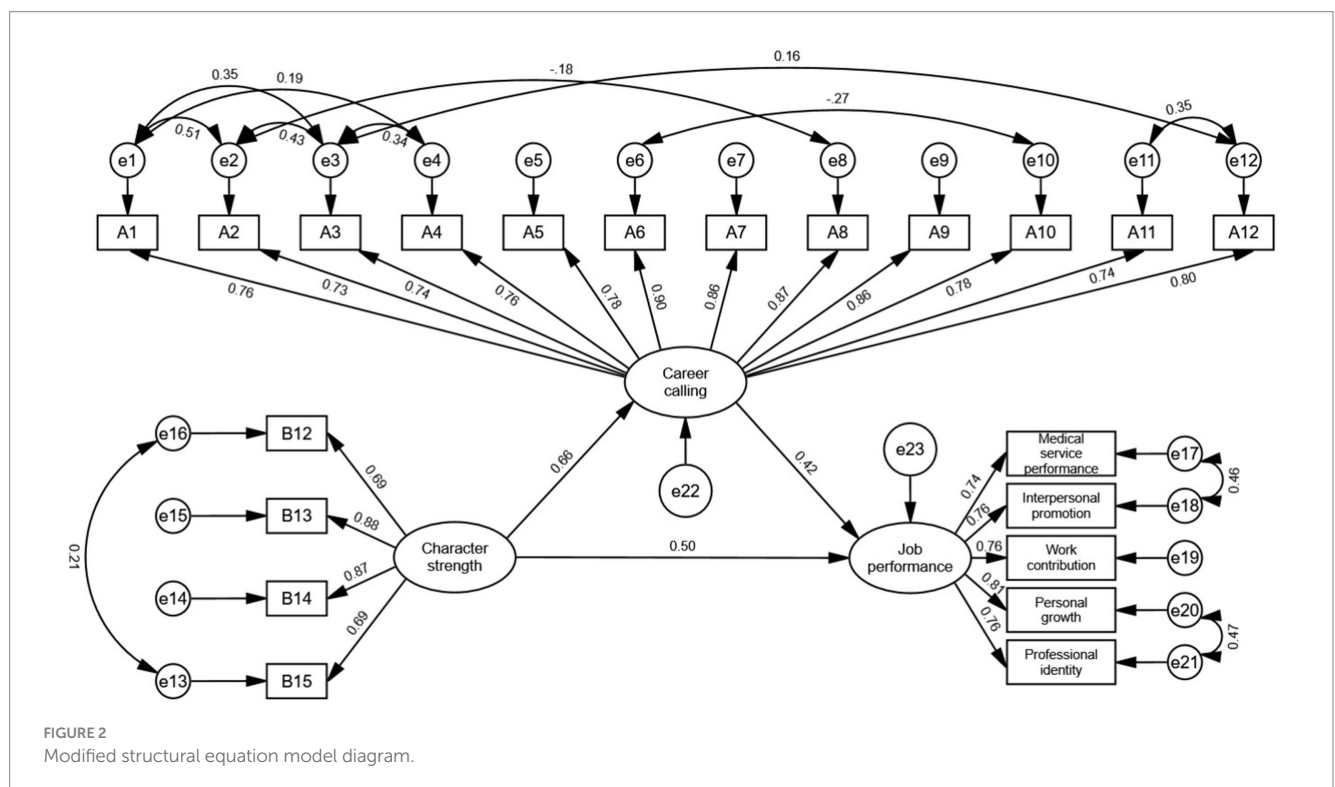 0.16
0.35
0.19
-.18
-.27
0.35
0.51
0.43
0.34
e1 e2 e3 e4 e5 e6 e7 e8 e9 e10 e11 e12
A1 A2 A3 A4 A5 A6 A7 A8 A9 A10 A11 A12
0.76 0.73 0.74 0.76 0.78 0.90 0.86 0.87 0.86 0.78 0.74 0.80
Career
calling
e16 B12
0.69
e15 B13
0.88
0.21
e14 B14
0.87
e13 B15
0.69
Character
strength
0.66
e22
0.42
0.50
e23
Job
performance
0.74
0.76
0.76
0.81
0.76
Medical
service
performance
e17
0.46
Interpersonal
promotion
e18
Work
contribution
e19
Personal
growth
e20
0.47
Professional
identity
e21
FIGURE 2
Modified structural equation model diagram.